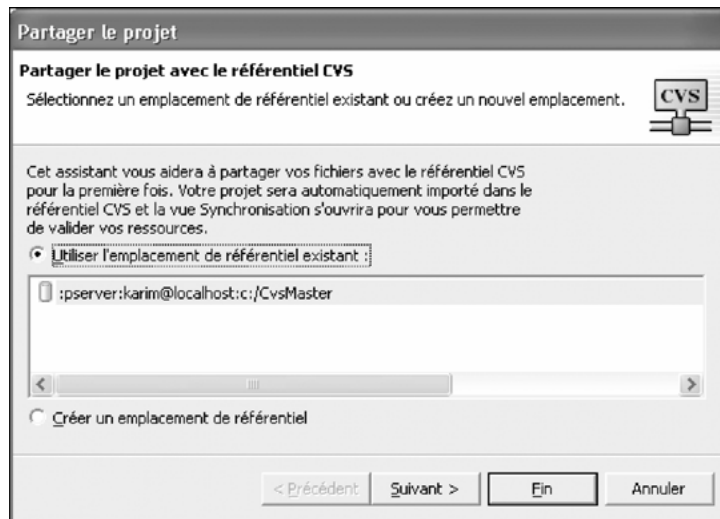 Partager le projet
Partager le projet avec le référentiel CVS
Sélectionnez un emplacement de référentiel existant ou créez un nouvel emplacement.
CVS
Cet assistant vous aidera à partager vos fichiers avec le référentiel CVS
pour la première fois. Votre projet sera automatiquement importé dans le
référentiel CVS et la vue Synchronisation s'ouvrira pour vous permettre
de valider vos ressources.
Utiliser l'emplacement de référentiel existant :
:pserver:karim@localhost:c:/CvsMaster
Créer un emplacement de référentiel
< Précédent
Suivant >
Fin
Annuler